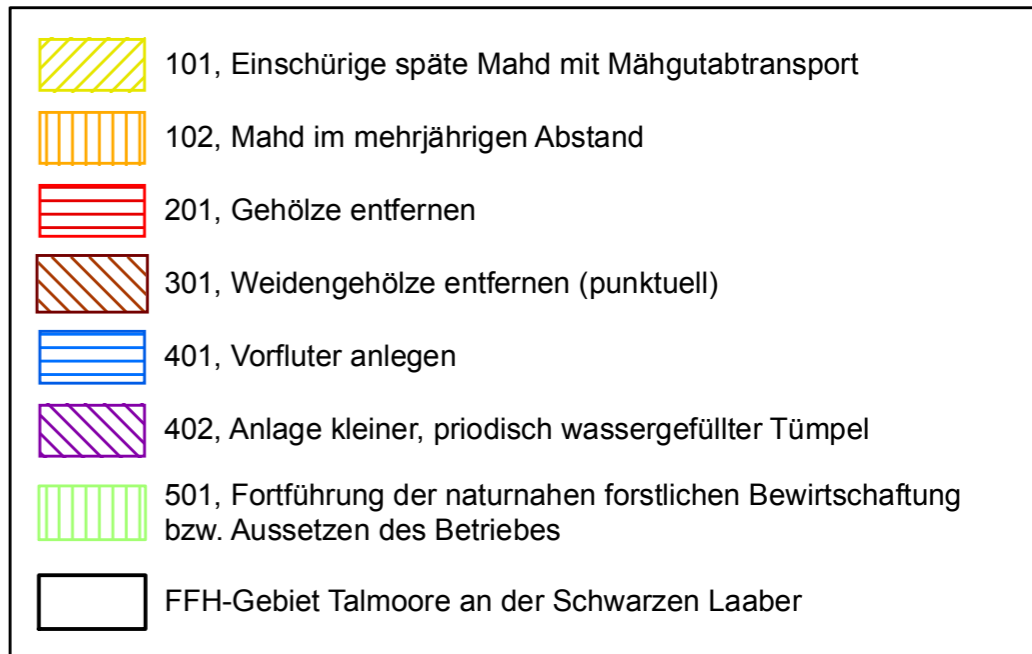 101, Einschürige späte Mahd mit Mähgutabtransport
102, Mahd im mehrjährigen Abstand
201, Gehölze entfernen
301, Weidengehölze entfernen (punktuell)
401, Vorfluter anlegen
402, Anlage kleiner, priodisch wassergefüllter Tümpel
501, Fortführung der naturnahen forstlichen Bewirtschaftung
bzw. Aussetzen des Betriebes
FFH-Gebiet Talmoore an der Schwarzen Laaber